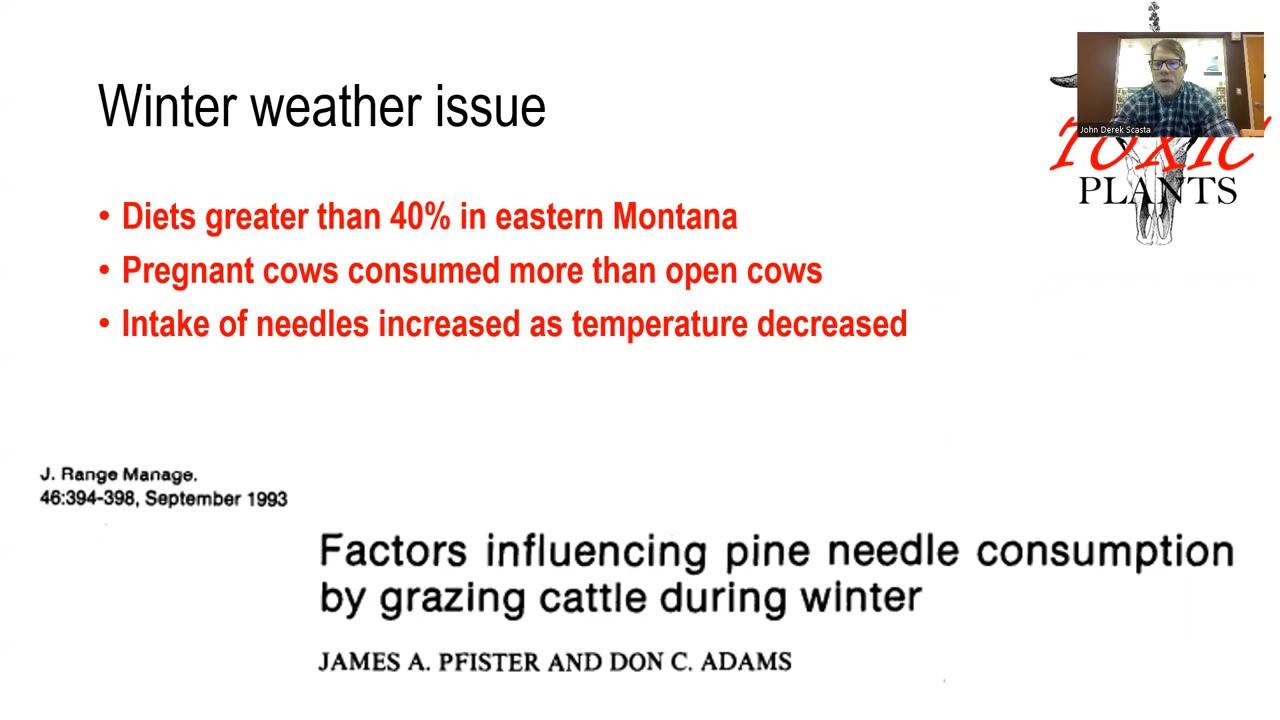 Winter weather issue
John Derek Scasta
TOXIC
PLANTS
• Diets greater than 40% in eastern Montana
• Pregnant cows consumed more than open cows
• Intake of needles increased as temperature decreased
J. Range Manage.
46:394-398, September 1993
Factors influencing pine needle consumption
by grazing cattle during winter
JAMES A. PFISTER AND DON C. ADAMS